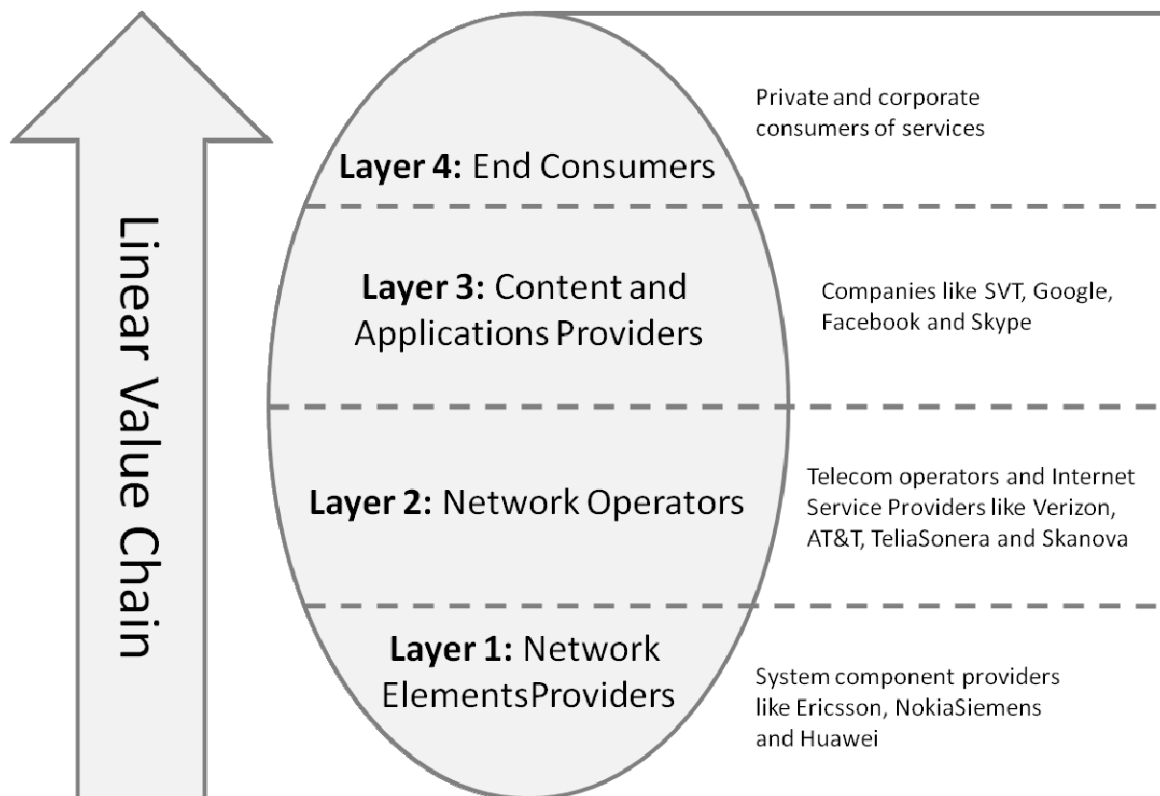 Linear Value Chain
Private and corporate
consumers of services
Layer 4: End Consumers
Layer 3: Content and
Applications Providers
Companies like SVT, Google,
Facebook and Skype
Layer 2: Network Operators
Telecom operators and Internet
Service Providers like Verizon,
AT&T, TeliaSonera and Skanova
Layer 1: Network
ElementsProviders
System component providers
like Ericsson, NokiaSiemens
and Huawei